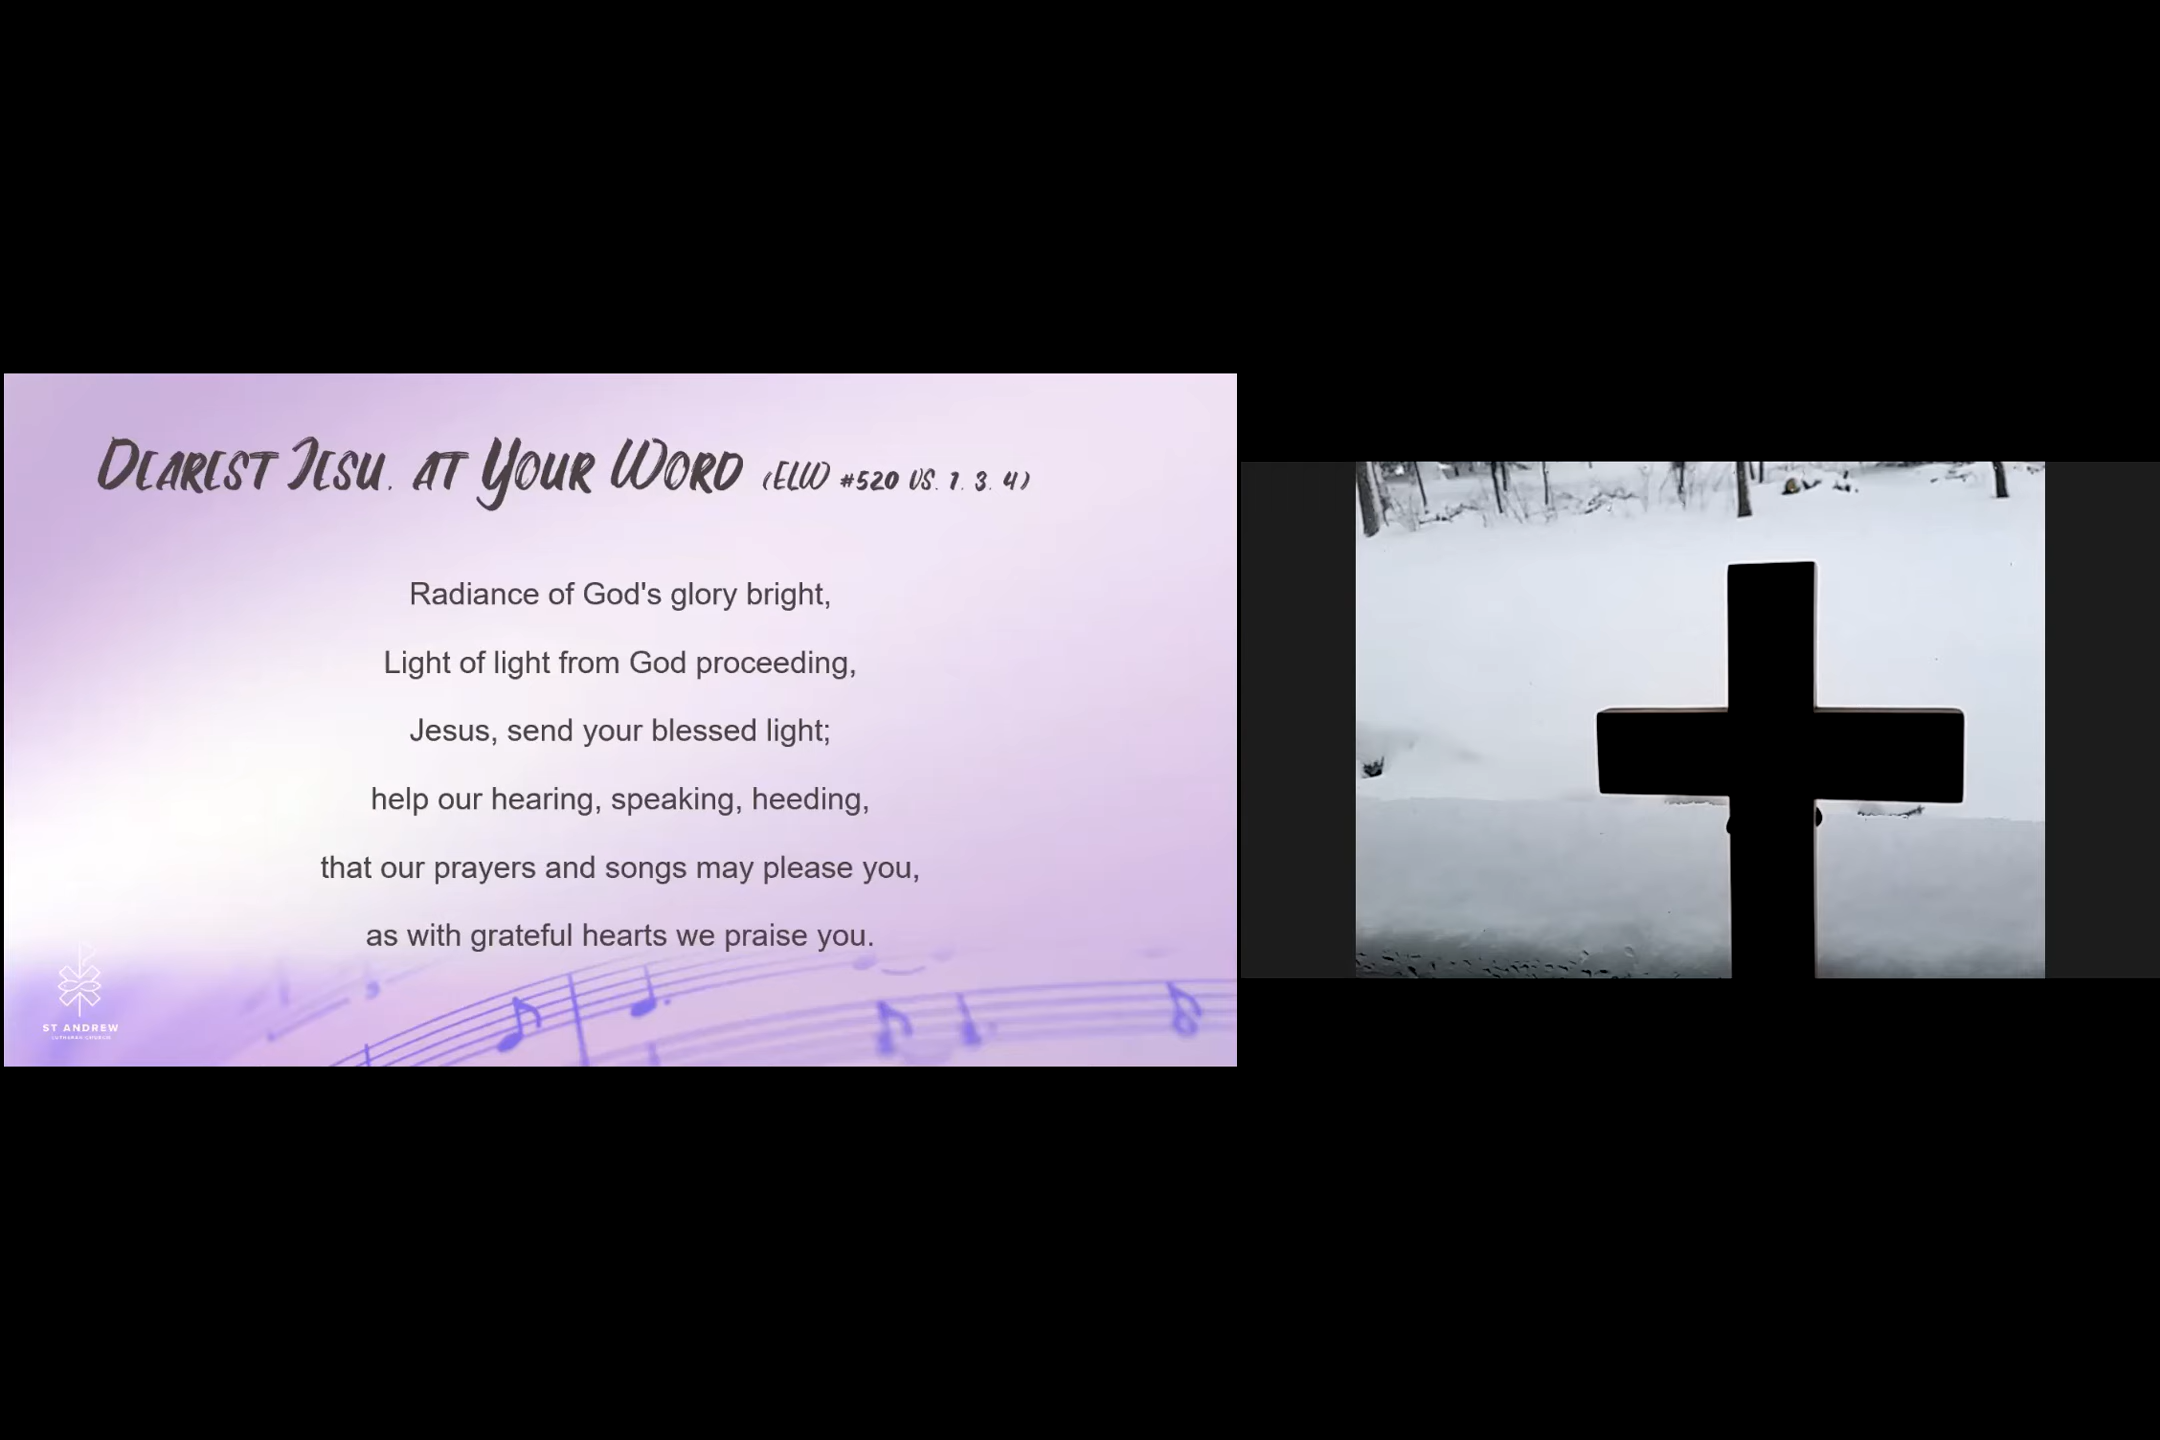 DEAREST JESU, AT YOUR WORD (ELW #520 VS. 1, 3, 4)
Radiance of God's glory bright,
Light of light from God proceeding,
Jesus, send your blessed light;
help our hearing, speaking, heeding,
that our prayers and songs may please you,
as with grateful hearts we praise you.
ST ANDREW
LUTHERAN CHURCH